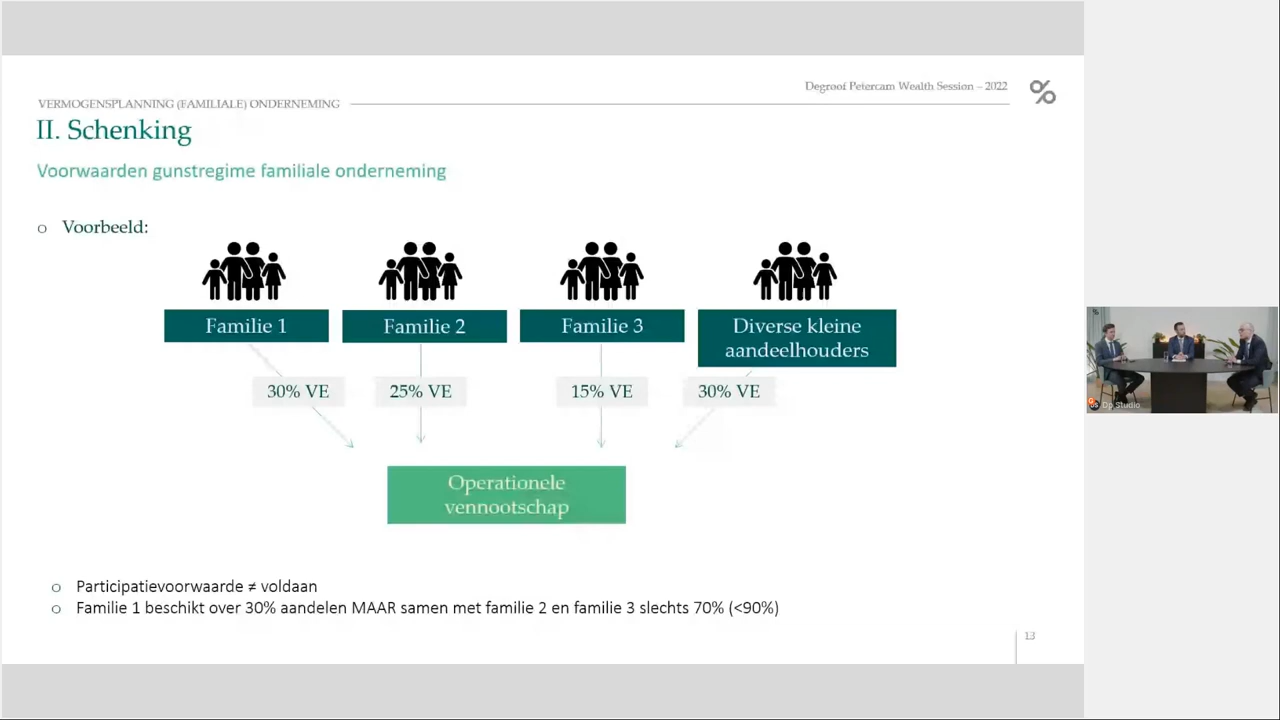 Degroof Petercam Wealth Session – 2022
VERMOGENSPLANNING (FAMILIALE) ONDERNEMING
II. Schenking
Voorwaarden gunstregime familiale onderneming
o Voorbeeld:
Familie 1
Familie 2
Familie 3
Diverse kleine
aandeelhouders
30% VE
25% VE
15% VE
30% VE
Operationele
vennootschap
o Participatievoorwaarde ≠ voldaan
o Familie 1 beschikt over 30% aandelen MAAR samen met familie 2 en familie 3 slechts 70% (<90%)
13
Dp Studio